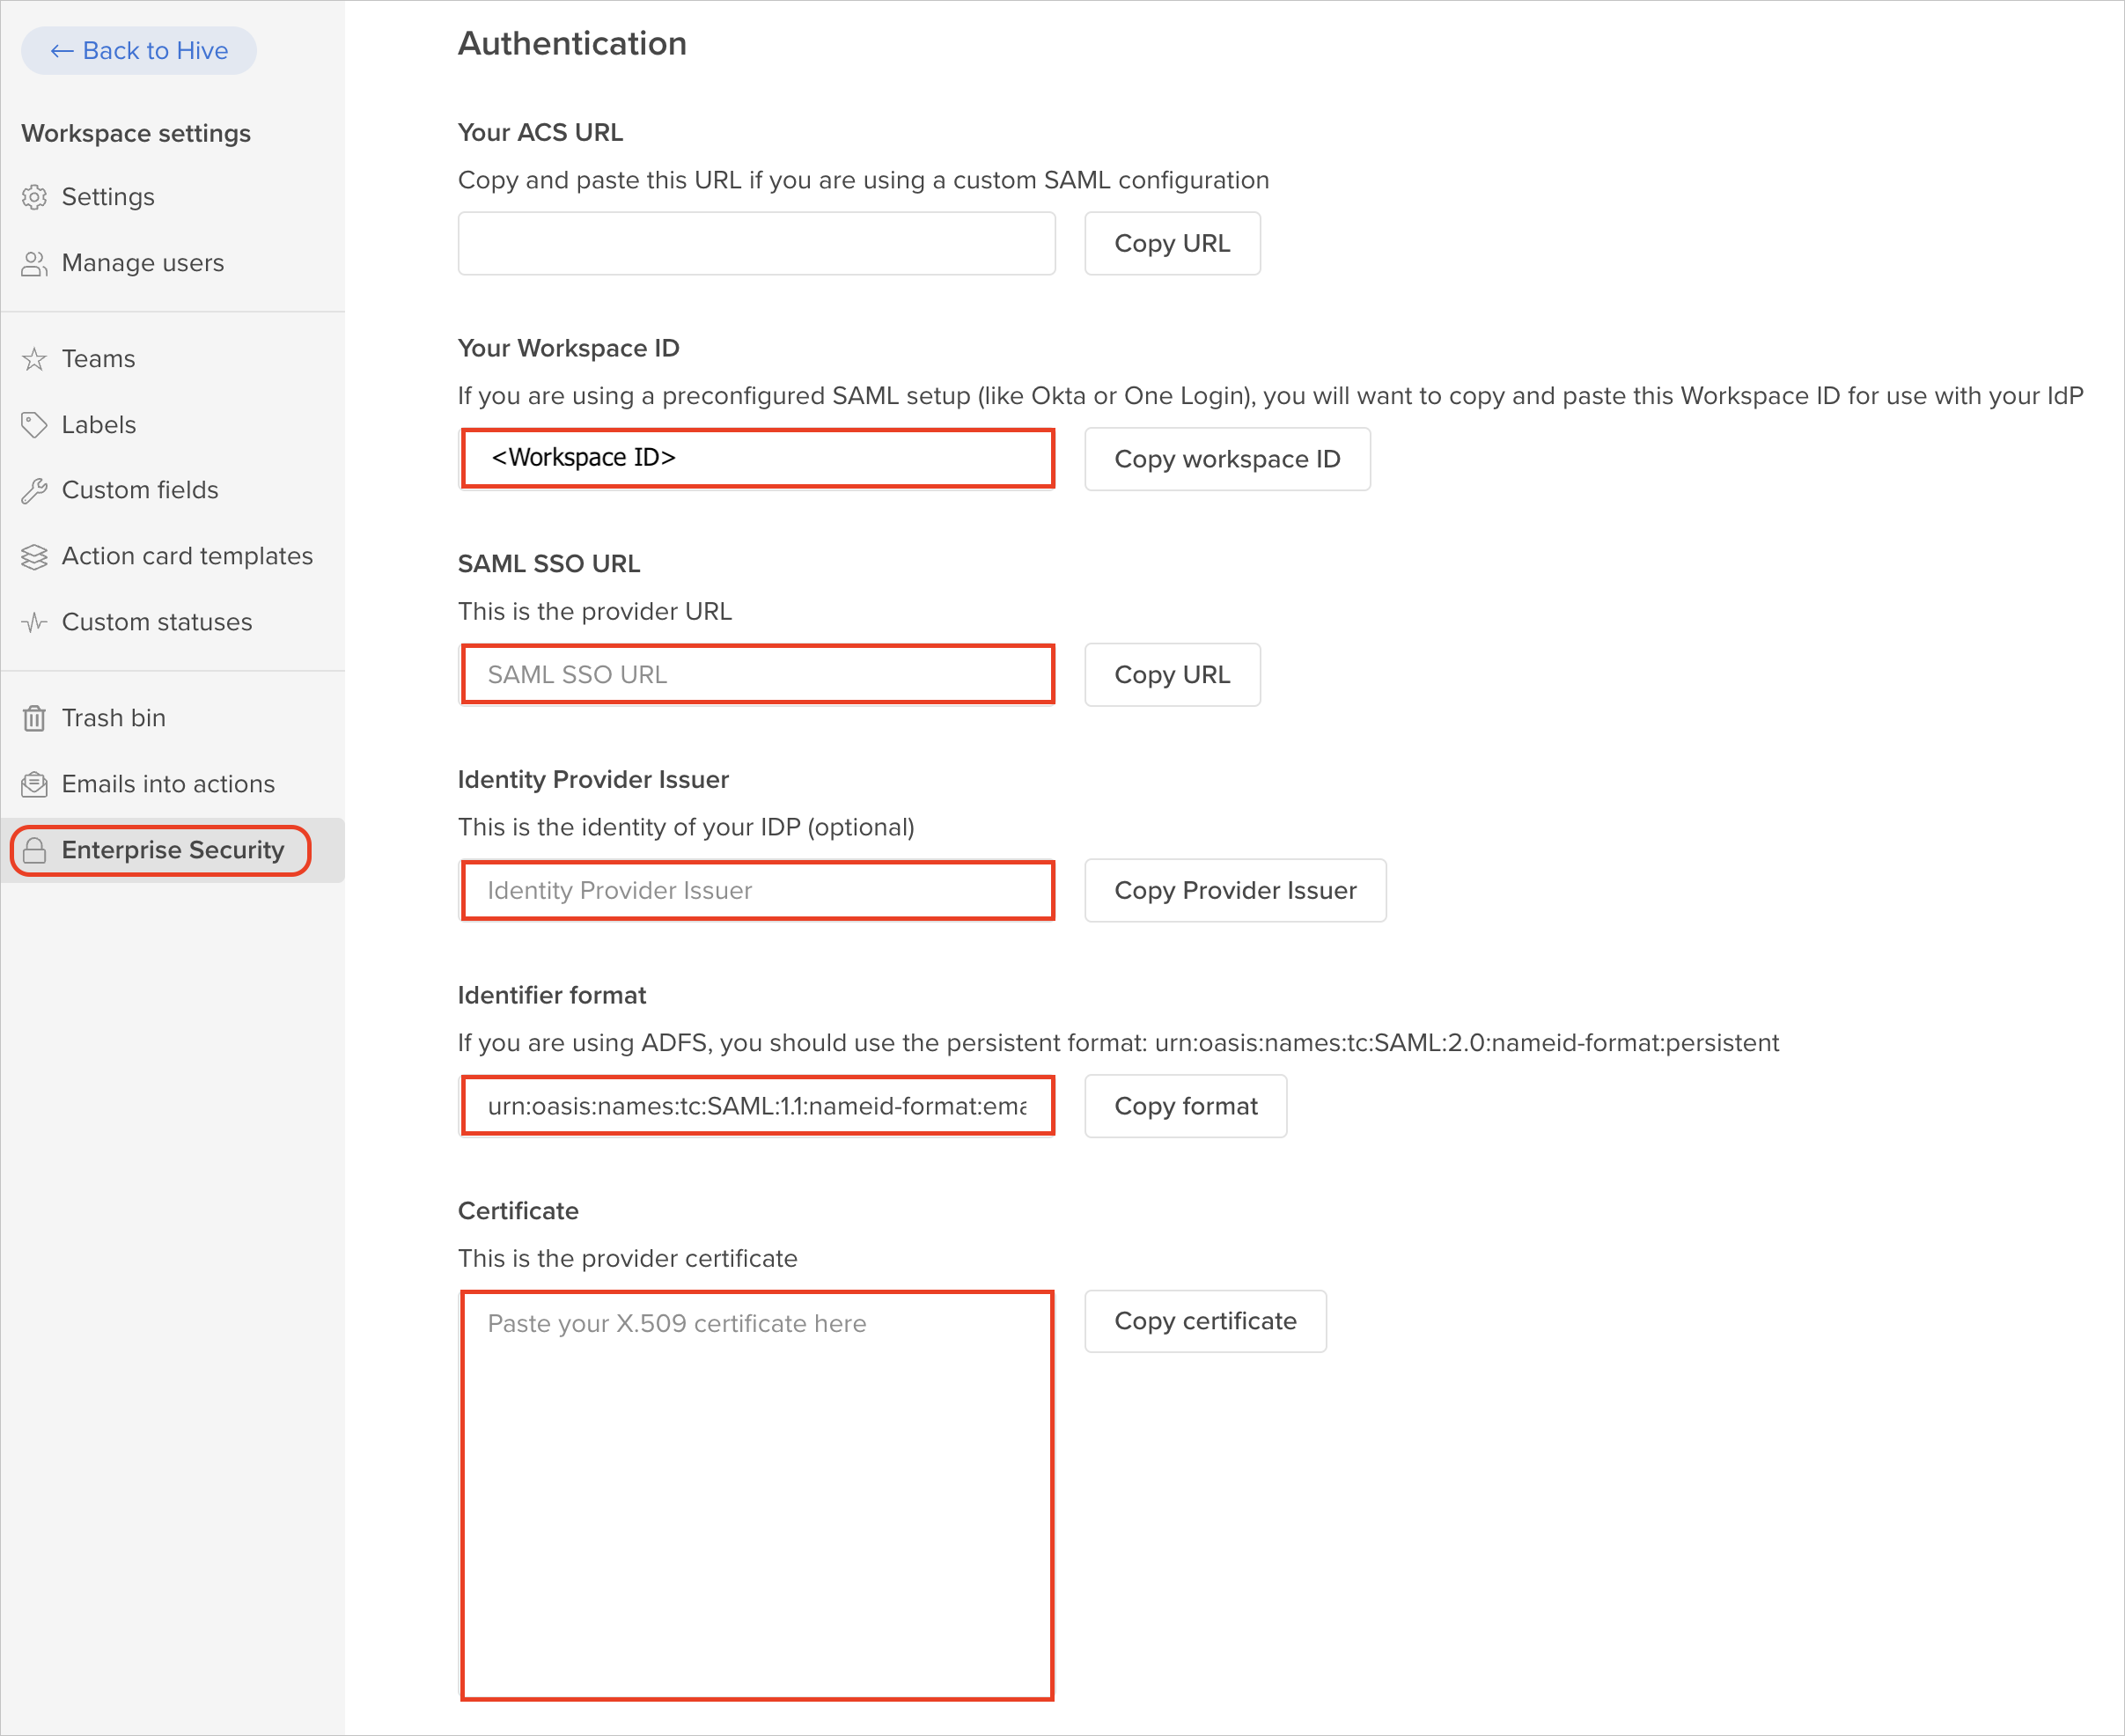 ← Back to Hive
Workspace settings
Settings
Manage users
Teams
Labels
Custom fields
Action card templates
Custom statuses
Trash bin
Emails into actions
Enterprise Security
Authentication
Your ACS URL
Copy and paste this URL if you are using a custom SAML configuration
Copy URL
Your Workspace ID
If you are using a preconfigured SAML setup (like Okta or One Login), you will want to copy and paste this Workspace ID for use with your IdP
<Workspace ID>
Copy workspace ID
SAML SSO URL
This is the provider URL
SAML SSO URL
Copy URL
Identity Provider Issuer
This is the identity of your IDP (optional)
Identity Provider Issuer
Copy Provider Issuer
Identifier format
If you are using ADFS, you should use the persistent format: urn:oasis:names:tc:SAML:2.0:nameid-format:persistent
urn:oasis:names:tc:SAML:1.1:nameid-format:ema
Copy format
Certificate
This is the provider certificate
Paste your X.509 certificate here
Copy certificate